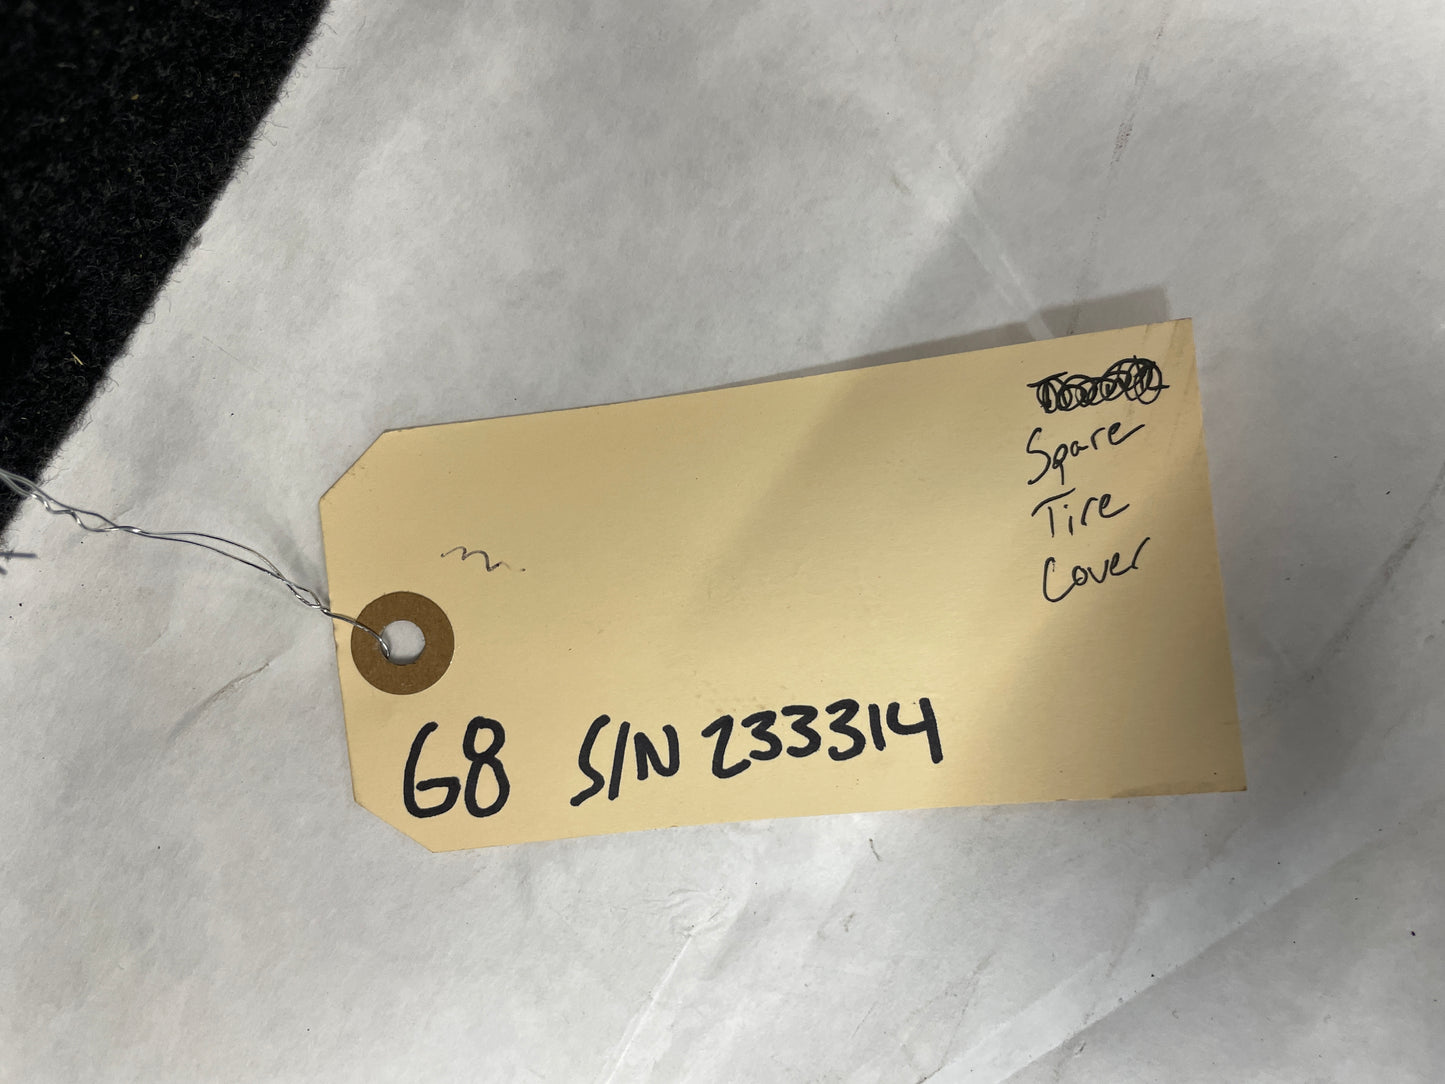 Spare
Tire
Cover
G8 S/N 233314